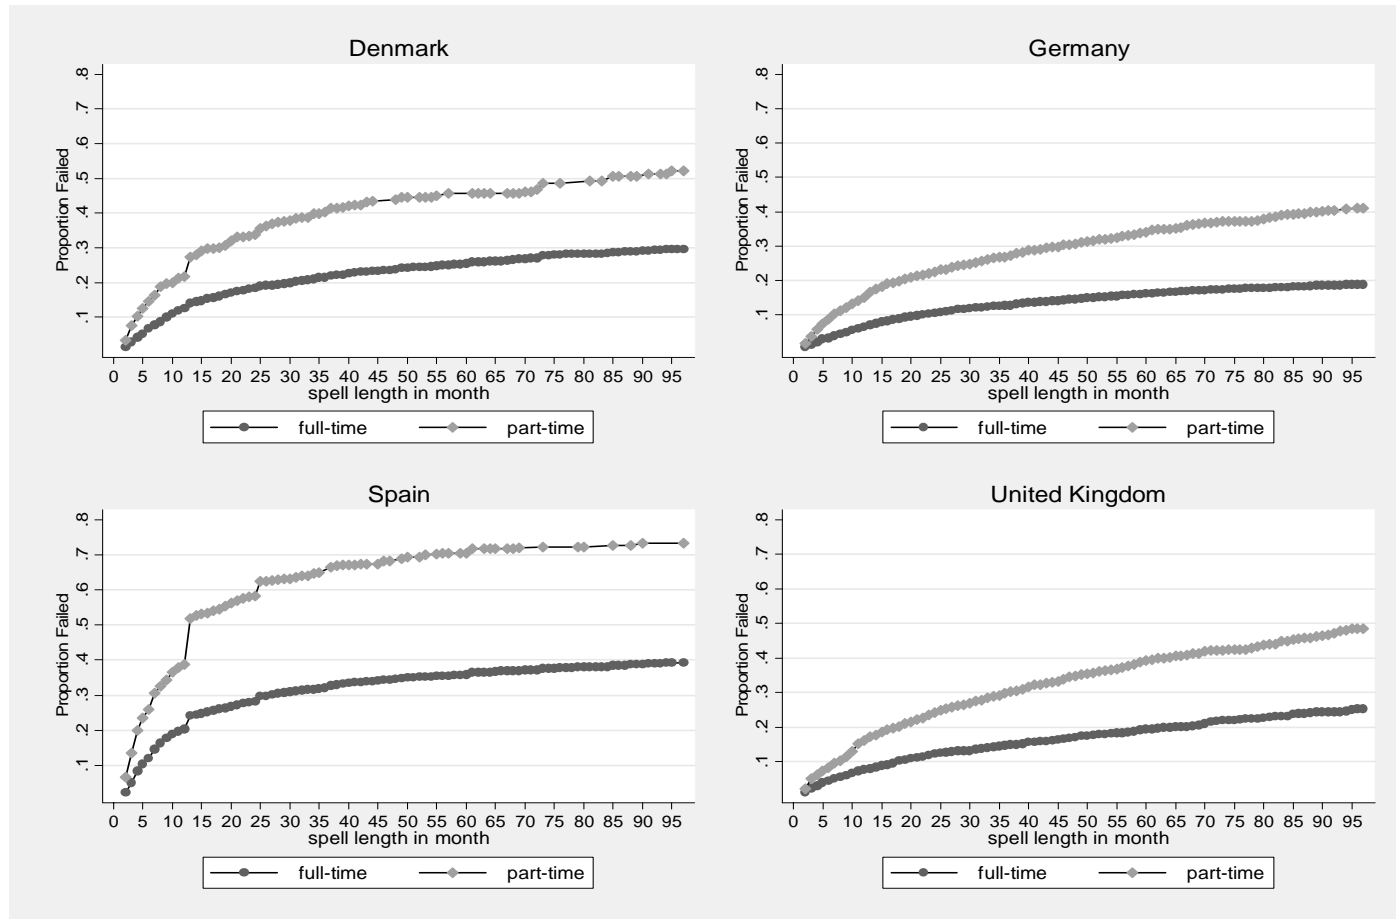 Denmark
Proportion Failed
.8
.7
.6
.5
.4
.3
.2
.1
0 5 10 15 20 25 30 35 40 45 50 55 60 65 70 75 80 85 90 95
spell length in month
full-time part-time
Germany
Proportion Failed
.8
.7
.6
.5
.4
.3
.2
.1
0 5 10 15 20 25 30 35 40 45 50 55 60 65 70 75 80 85 90 95
spell length in month
full-time part-time
Spain
Proportion Failed
.8
.7
.6
.5
.4
.3
.2
.1
0 5 10 15 20 25 30 35 40 45 50 55 60 65 70 75 80 85 90 95
spell length in month
full-time part-time
United Kingdom
Proportion Failed
.8
.7
.6
.5
.4
.3
.2
.1
0 5 10 15 20 25 30 35 40 45 50 55 60 65 70 75 80 85 90 95
spell length in month
full-time part-time